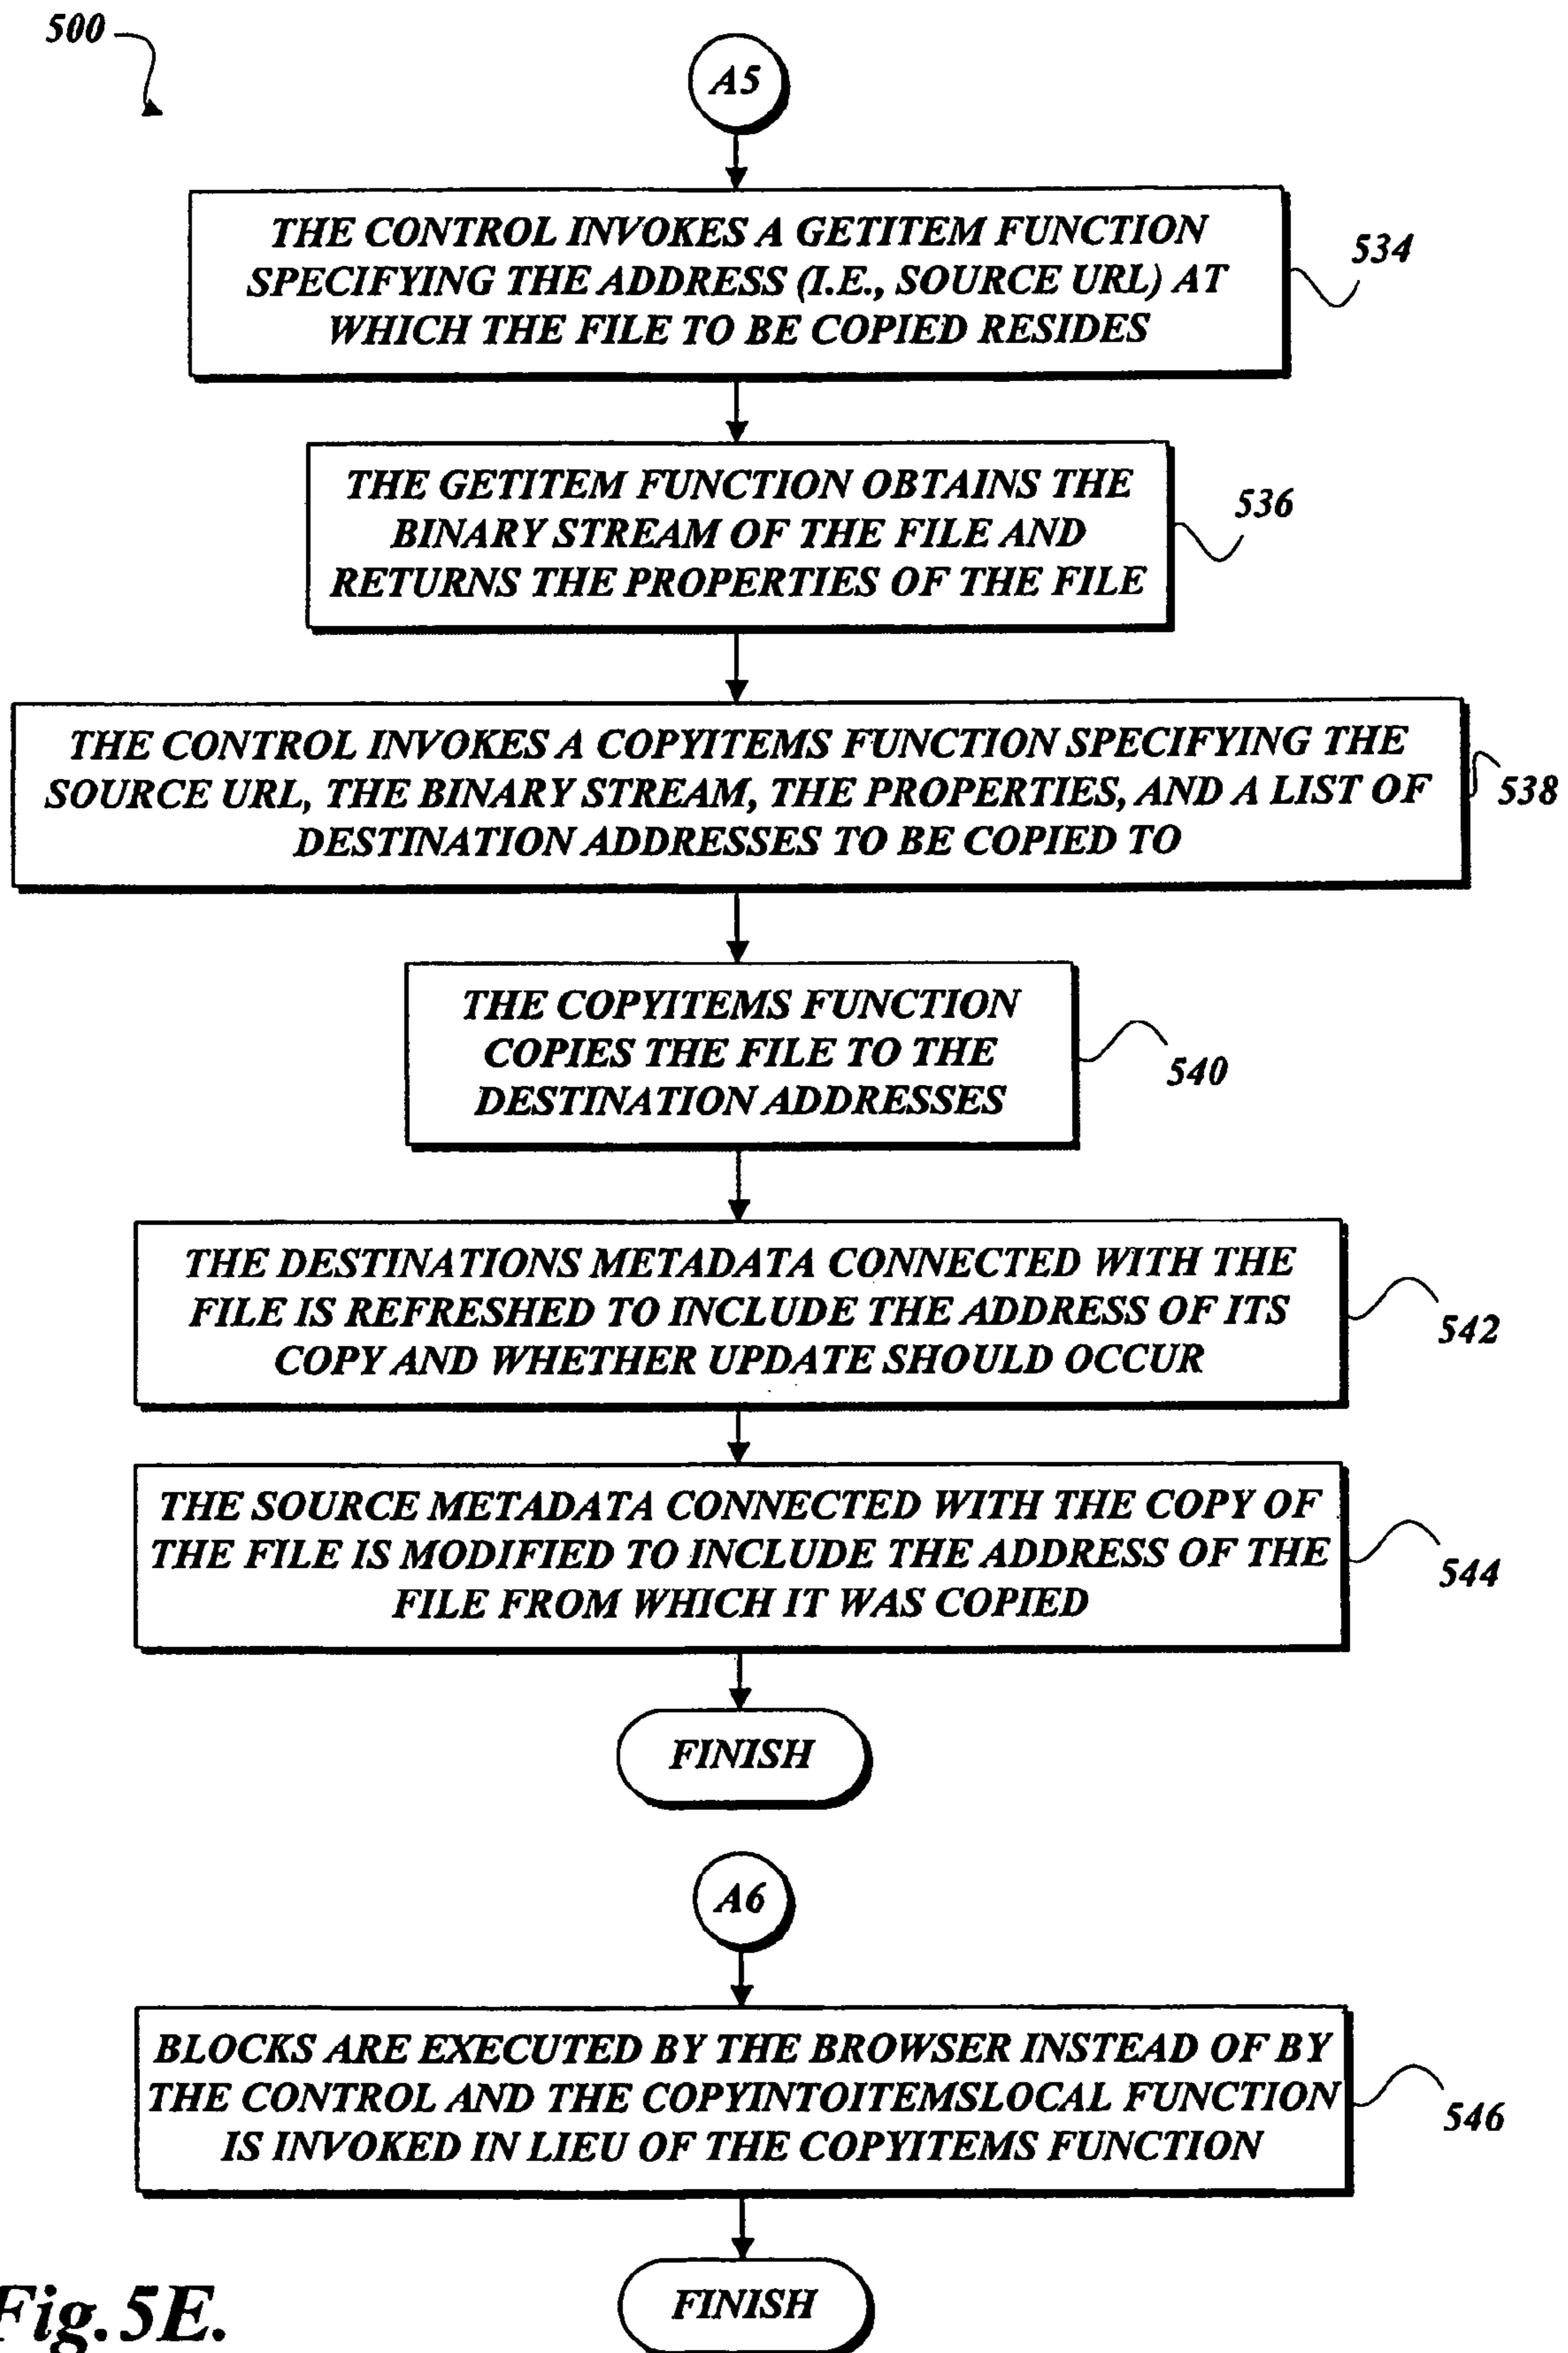 500
A5
THE CONTROL INVOKES A GETITEM FUNCTION
SPECIFYING THE ADDRESS (I.E., SOURCE URL) AT
WHICH THE FILE TO BE COPIED RESIDES
534
THE GETITEM FUNCTION OBTAINS THE
BINARY STREAM OF THE FILE AND
RETURNS THE PROPERTIES OF THE FILE
536
THE CONTROL INVOKES A COPYITEMS FUNCTION SPECIFYING THE
SOURCE URL, THE BINARY STREAM, THE PROPERTIES, AND A LIST OF
DESTINATION ADDRESSES TO BE COPIED TO
538
THE COPYITEMS FUNCTION
COPIES THE FILE TO THE
DESTINATION ADDRESSES
540
THE DESTINATIONS METADATA CONNECTED WITH THE
FILE IS REFRESHED TO INCLUDE THE ADDRESS OF ITS
COPY AND WHETHER UPDATE SHOULD OCCUR
542
THE SOURCE METADATA CONNECTED WITH THE COPY OF
THE FILE IS MODIFIED TO INCLUDE THE ADDRESS OF THE
FILE FROM WHICH IT WAS COPIED
544
FINISH
A6
BLOCKS ARE EXECUTED BY THE BROWSER INSTEAD OF BY
THE CONTROL AND THE COPYINTOITEMSLOCAL FUNCTION
IS INVOKED IN LIEU OF THE COPYITEMS FUNCTION
546
FINISH
Fig. 5E.